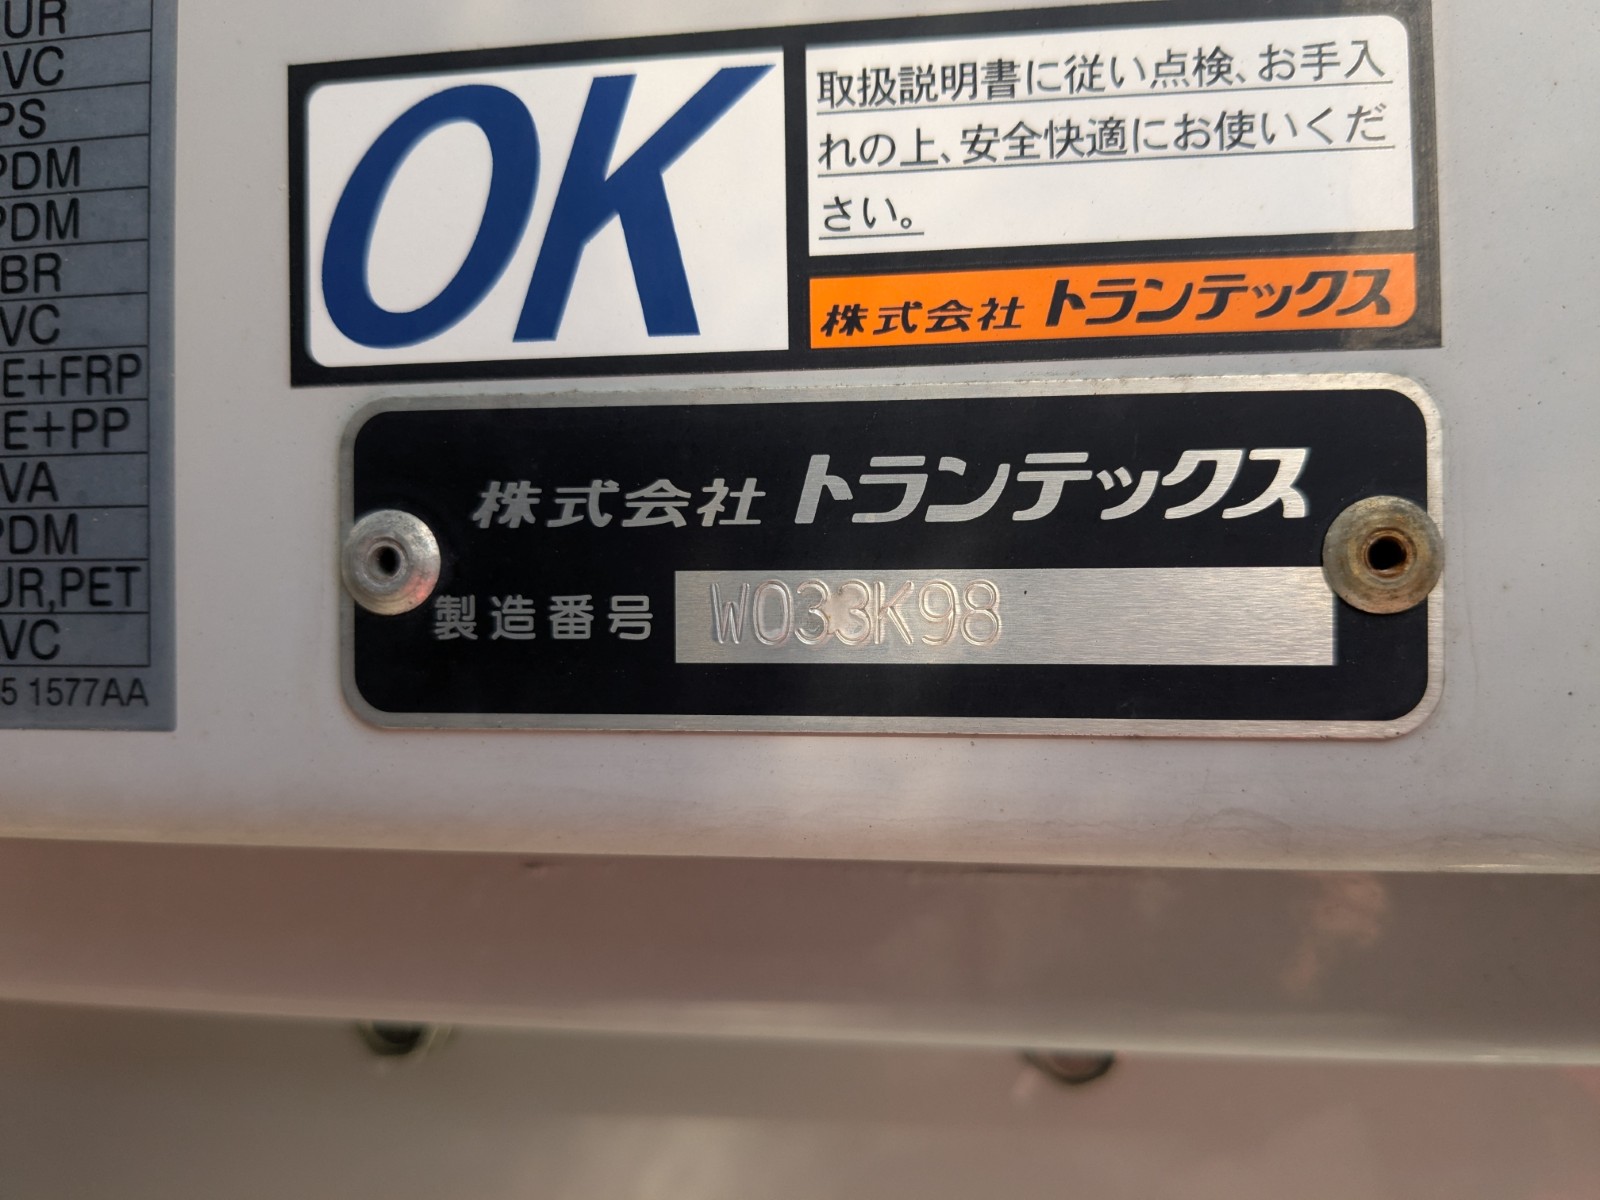 UR
VC
PS
PDM
PDM
BR
VC
E+FRP
E+PP
VA
PDM
UR,PET
VC
5 1577AA
OK
取扱説明書に従い点検、お手入
れの上、安全快適にお使いくだ
さい。
株式会社 トランテックス
株式会社 トランテックス
製造番号 W033K98